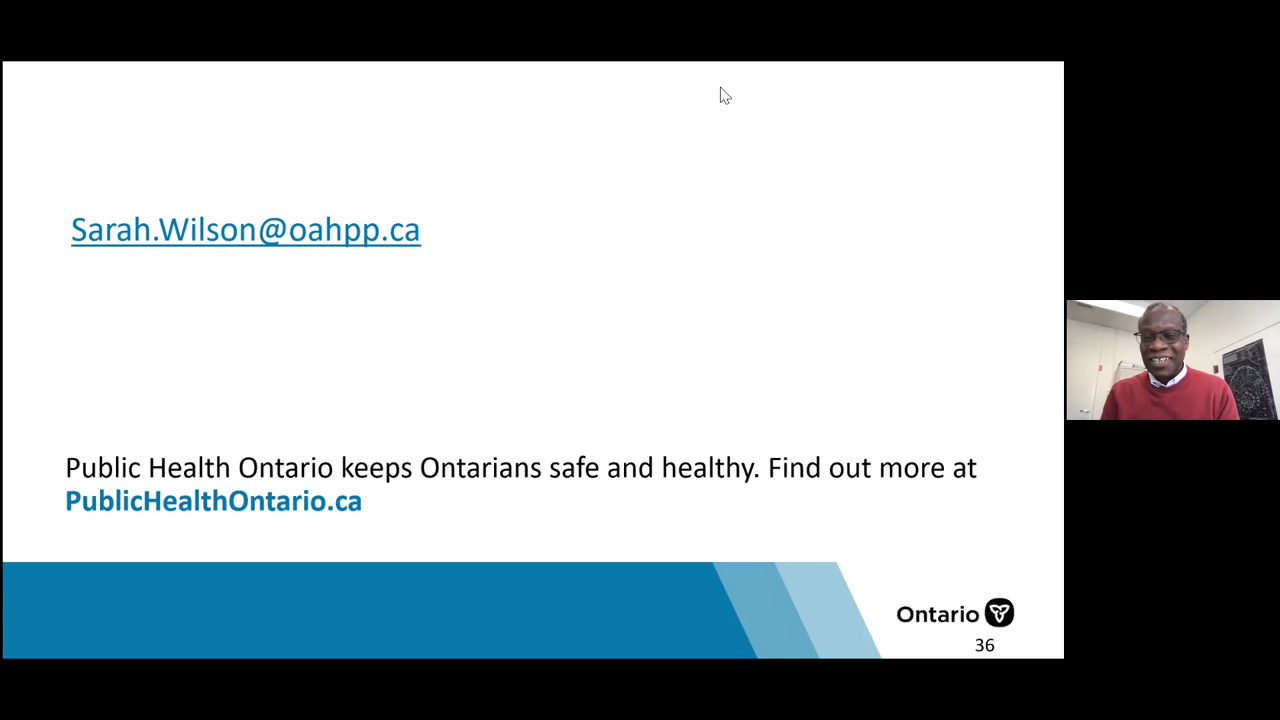 Sarah.Wilson@oahpp.ca
Public Health Ontario keeps Ontarians safe and healthy. Find out more at
PublicHealthOntario.ca
Ontario
36